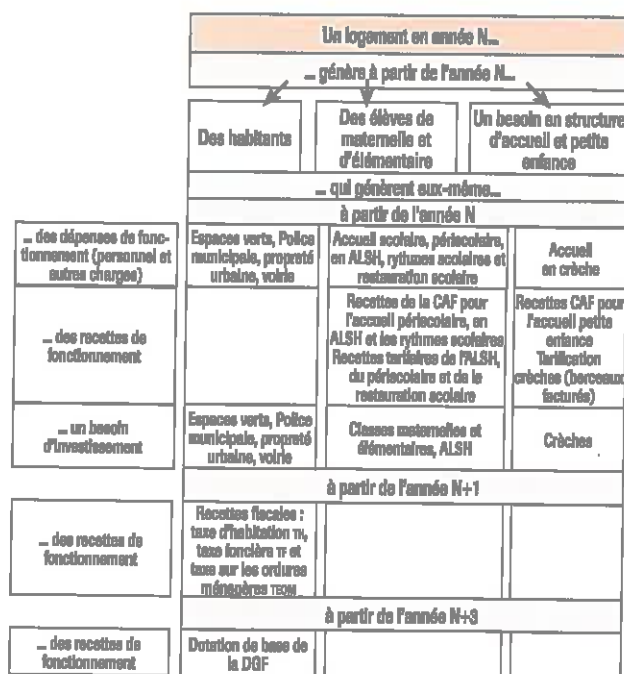 Un logement en année N...
... génère à partir de l'année N...
Des habitants
Des élèves de
maternelle et
d'élémentaire
Un besoin en structure
d'accueil et petite
enfance
... qui génèrent eux-même...
à partir de l'année N
... des dépenses de fonc-
tionnement (personnel et
autres charges)
Espaces verts, Police
municipale, propreté
urbaine, voirie
Accueil scolaire, périscolaire,
en ALSH, rythmes scolaires et
restauration scolaire
Accueil
en crèche
... des recettes de
fonctionnement
Recettes de la CAF pour
l'accueil périscolaire, en
ALSH et les rythmes scolaires
Recettes tarifaires de l'ALSH,
du périscolaire et de la
restauration scolaire
Recettes CAF pour
l'accueil petite
enfance
Tarification
crèches (berceaux
facturés)
... un besoin
d'investissement
Espaces verts, Police
municipale, propreté
urbaine, voirie
Classes maternelles et
élémentaires, ALSH
Crèches
à partir de l'année N+1
... des recettes de
fonctionnement
Recettes fiscales :
taxe d'habitation TH,
taxe foncière TF et
taxe sur les ordures
ménagères TEOM
à partir de l'année N+3
... des recettes de
fonctionnement
Dotation de base de
la DGF